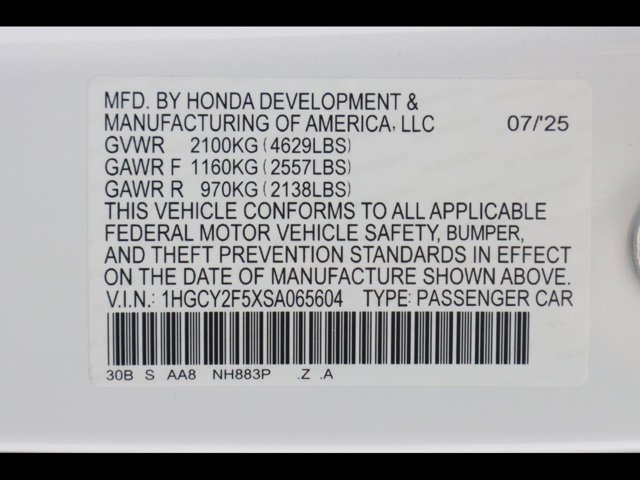 MFD. BY HONDA DEVELOPMENT &
MANUFACTURING OF AMERICA, LLC 07/'25
GVWR 2100KG (4629LBS)
GAWR F 1160KG (2557LBS)
GAWR R 970KG (2138LBS)
THIS VEHICLE CONFORMS TO ALL APPLICABLE
FEDERAL MOTOR VEHICLE SAFETY, BUMPER,
AND THEFT PREVENTION STANDARDS IN EFFECT
ON THE DATE OF MANUFACTURE SHOWN ABOVE.
V.I.N.: 1HGCY2F5XSA065604 TYPE: PASSENGER CAR
30B S AA8 NH883P .Z .A